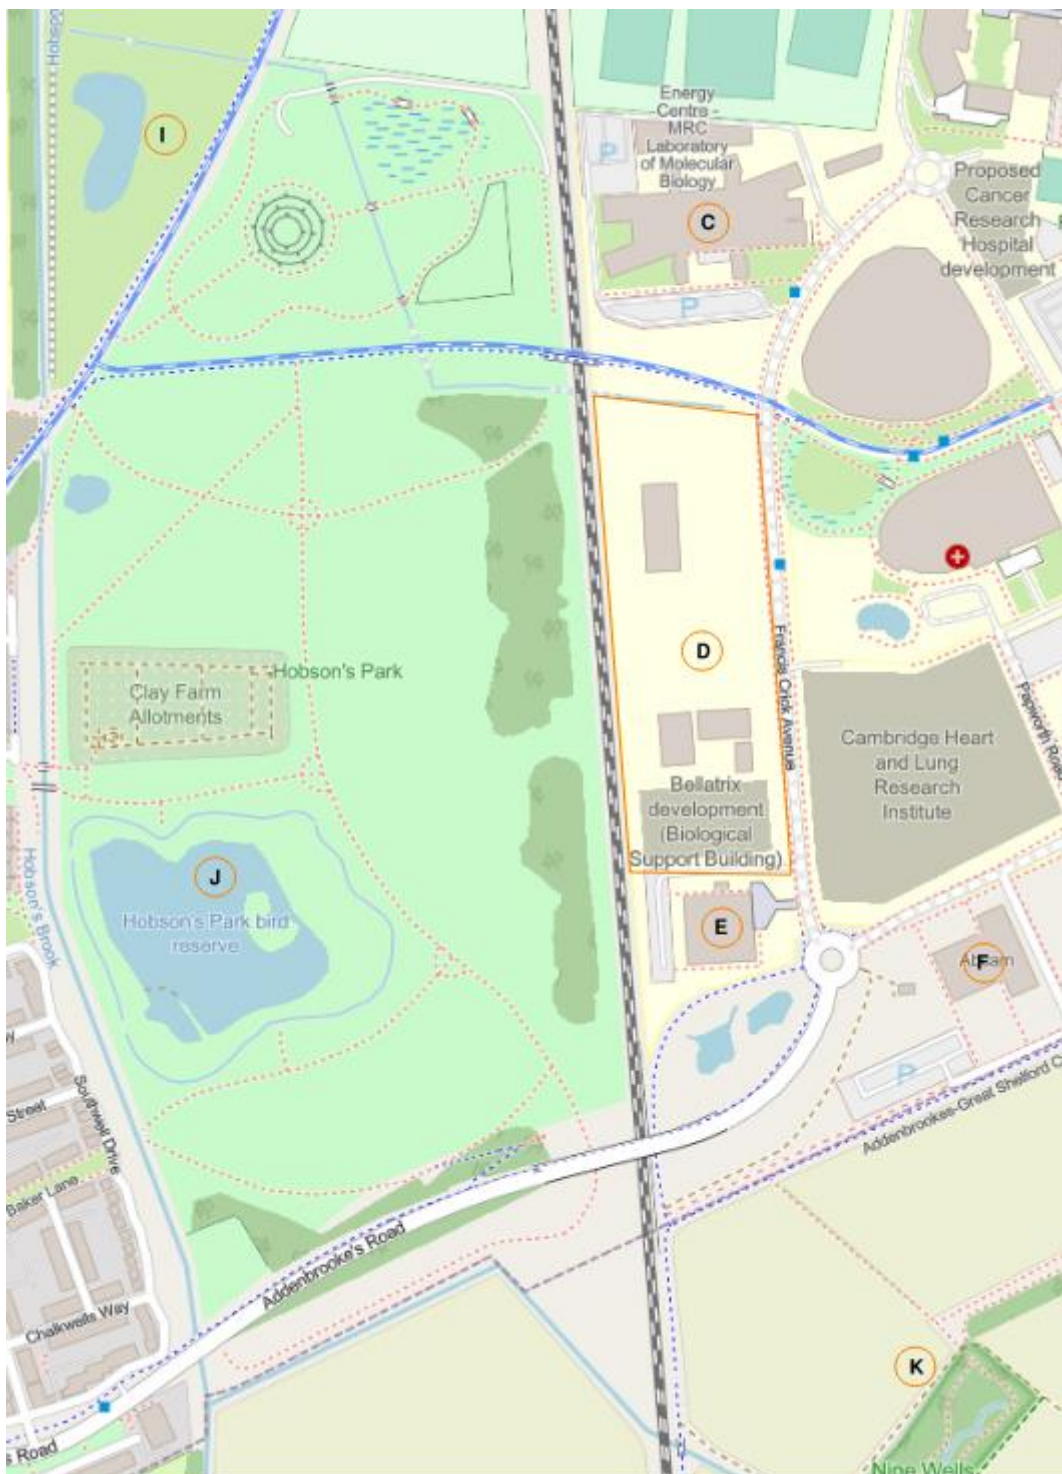 Hobson's
I
Energy
Centre -
MRC
Laboratory
of Molecular
Biology
P
C
Proposed
Cancer
Research
Hospital
development
P
D
Francis Crick Avenue
Hobson's Park
Clay Farm
Allotments
Papworth Road
Cambridge Heart
and Lung
Research
Institute
Bellatrix
development
(Biological
Support Building)
J
Hobson's Park bird
reserve
Hobson's Brook
E
F
P
Addenbrookes-Great Shelford C
Southwell Drive
Street
Baker Lane
Addenbrooke's Road
Chalkwells Way
K
s Road
Nine Wells